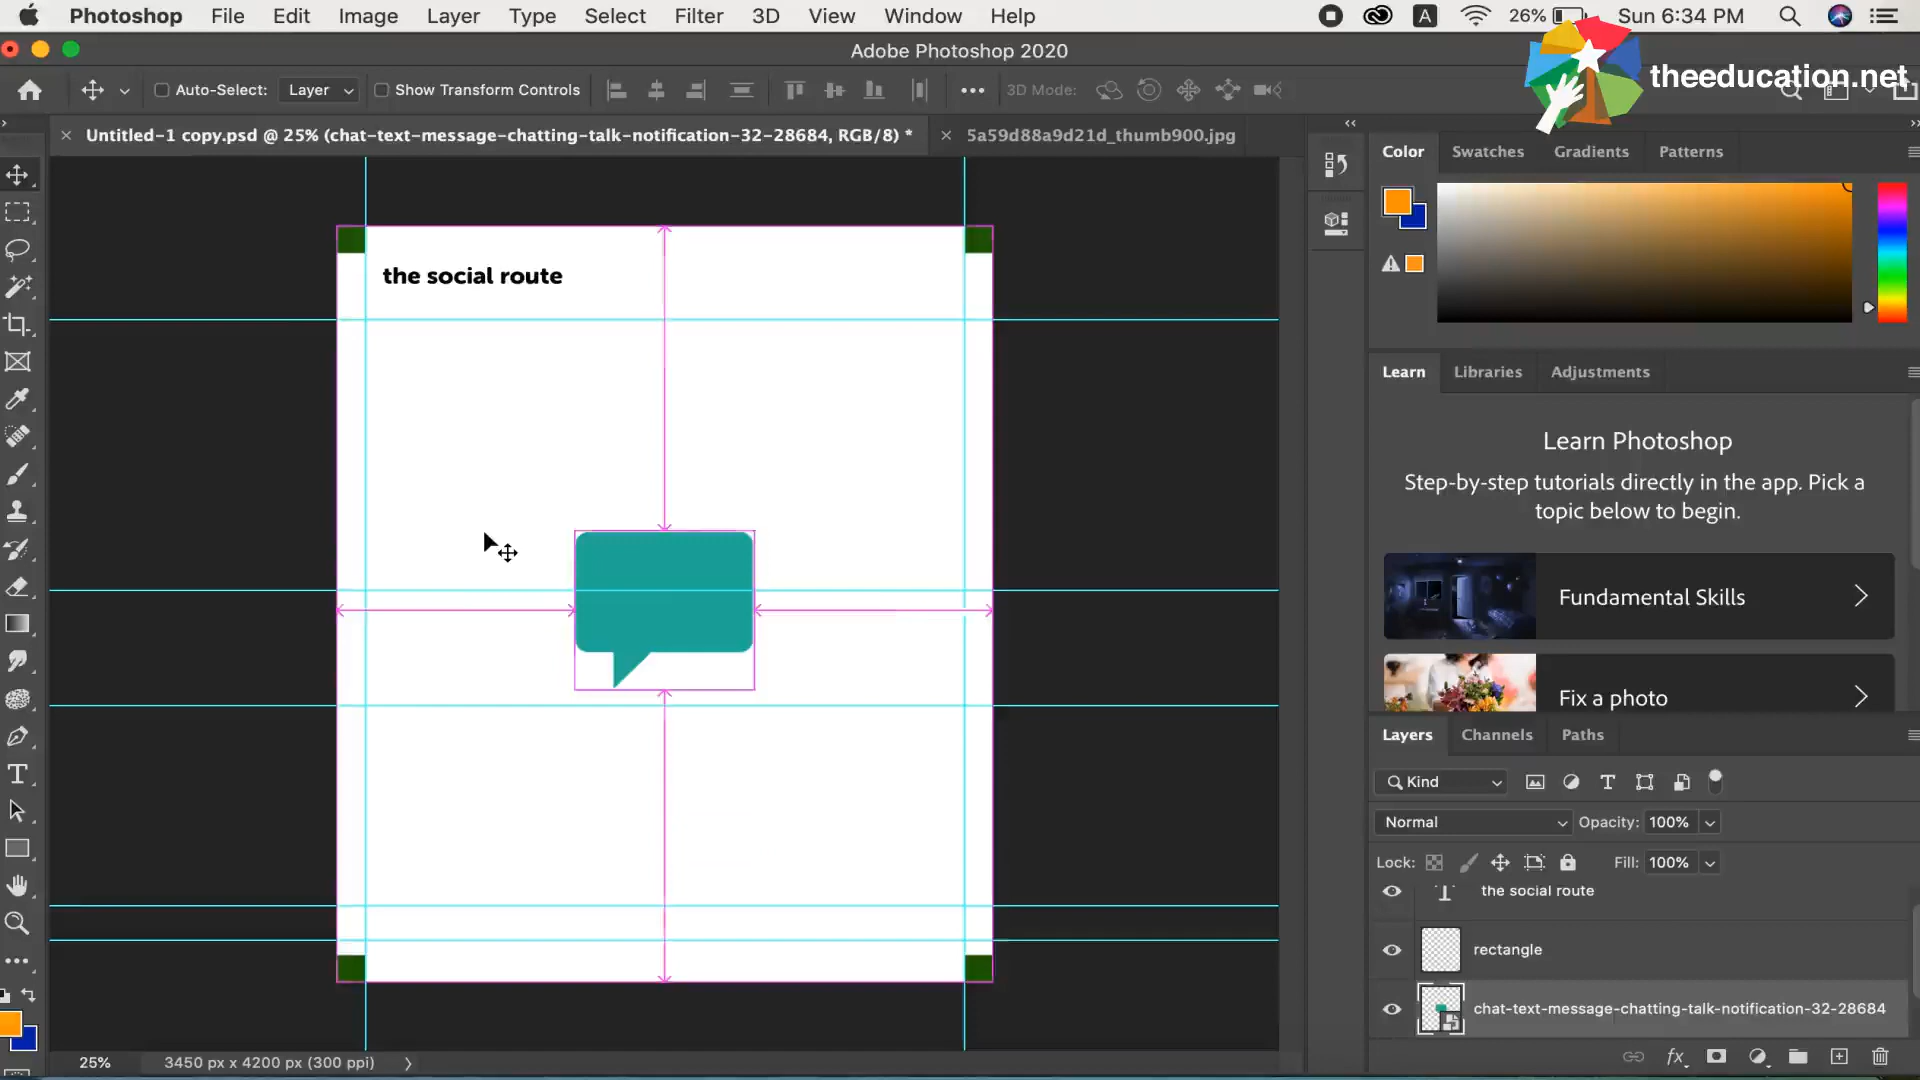 Photoshop File Edit Image Layer Type Select Filter 3D View Window Help A 26% Sun 6:34 PM
Adobe Photoshop 2020
theeducation.net
Auto-Select: Layer Show Transform Controls 3D Mode:
Untitled-1 copy.psd @ 25% (chat-text-message-chatting-talk-notification-32-28684, RGB/8) * 5a59d88a9d21d_thumb900.jpg
Color Swatches Gradients Patterns
the social route
Learn Libraries Adjustments
Learn Photoshop
Step-by-step tutorials directly in the app. Pick a
topic below to begin.
Fundamental Skills
Fix a photo
Layers Channels Paths
Kind
Normal Opacity: 100%
Lock: Fill: 100%
the social route
rectangle
chat-text-message-chatting-talk-notification-32-28684
25% 3450 px x 4200 px (300 ppi)
fx